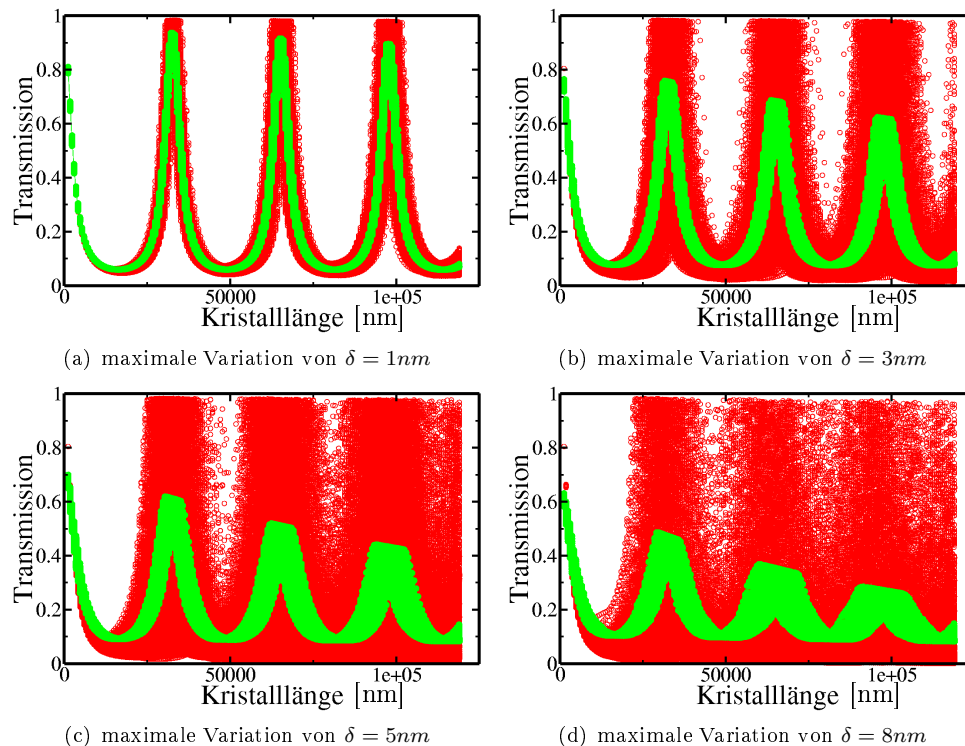 1
0.8
0.6
0.4
0.2
0
Transmission
0
50000
1e+05
Kristalllänge [nm]
(a) maximale Variation von δ = 1nm
1
0.8
0.6
0.4
0.2
0
Transmission
0
50000
1e+05
Kristalllänge [nm]
(b) maximale Variation von δ = 3nm
1
0.8
0.6
0.4
0.2
0
Transmission
0
50000
1e+05
Kristalllänge [nm]
(c) maximale Variation von δ = 5nm
1
0.8
0.6
0.4
0.2
0
Transmission
0
50000
1e+05
Kristalllänge [nm]
(d) maximale Variation von δ = 8nm